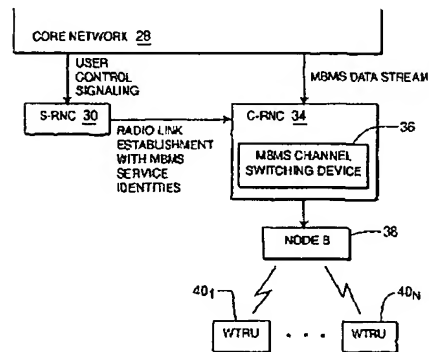 CORE NETWORK 28
USER
CONTROL
SIGNALING
MBMS DATA STREAM
S-RNC 30
C-RNC 34
36
RADIO LINK
ESTABLISHMENT
WITH MBMS
SERVICE
IDENTITIES
MBMS CHANNEL
SWITCHING DEVICE
NODE B
38
40₁
40N
WTRU
. . .
WTRU